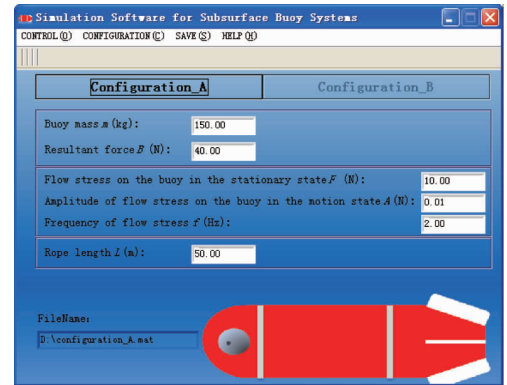 Simulation Software for Subsurface Buoy Systems
CONTROL(O) CONFIGURATION(C) SAVE(S) HELP(H)
Configuration_A Configuration_B
Buoy mass m (kg): 150.00
Resultant force B (N): 40.00
Flow stress on the buoy in the stationary state F (N): 10.00
Amplitude of flow stress on the buoy in the motion state A (N): 0.01
Frequency of flow stress f (Hz): 2.00
Rope length L (m): 50.00
FileName:
D:\configuration_A.mat